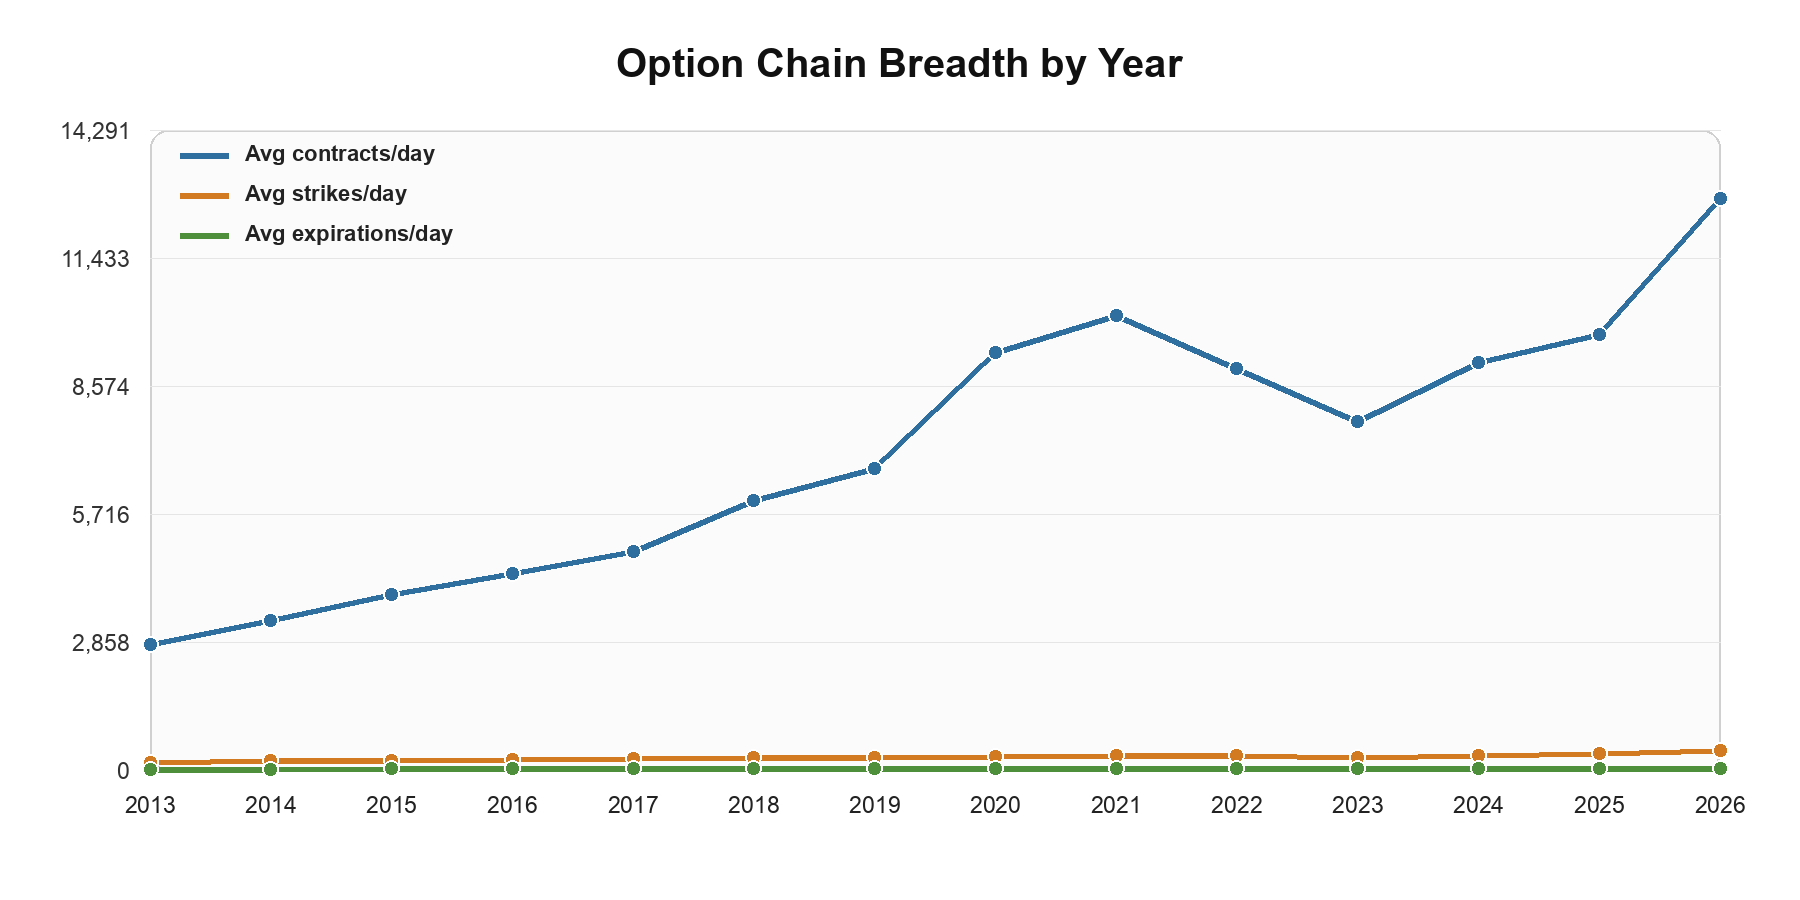 Option Chain Breadth by Year
14,291
Avg contracts/day
Avg strikes/day
Avg expirations/day
11,433
8,574
5,716
2,858
0
2013 2014 2015 2016 2017 2018 2019 2020 2021 2022 2023 2024 2025 2026